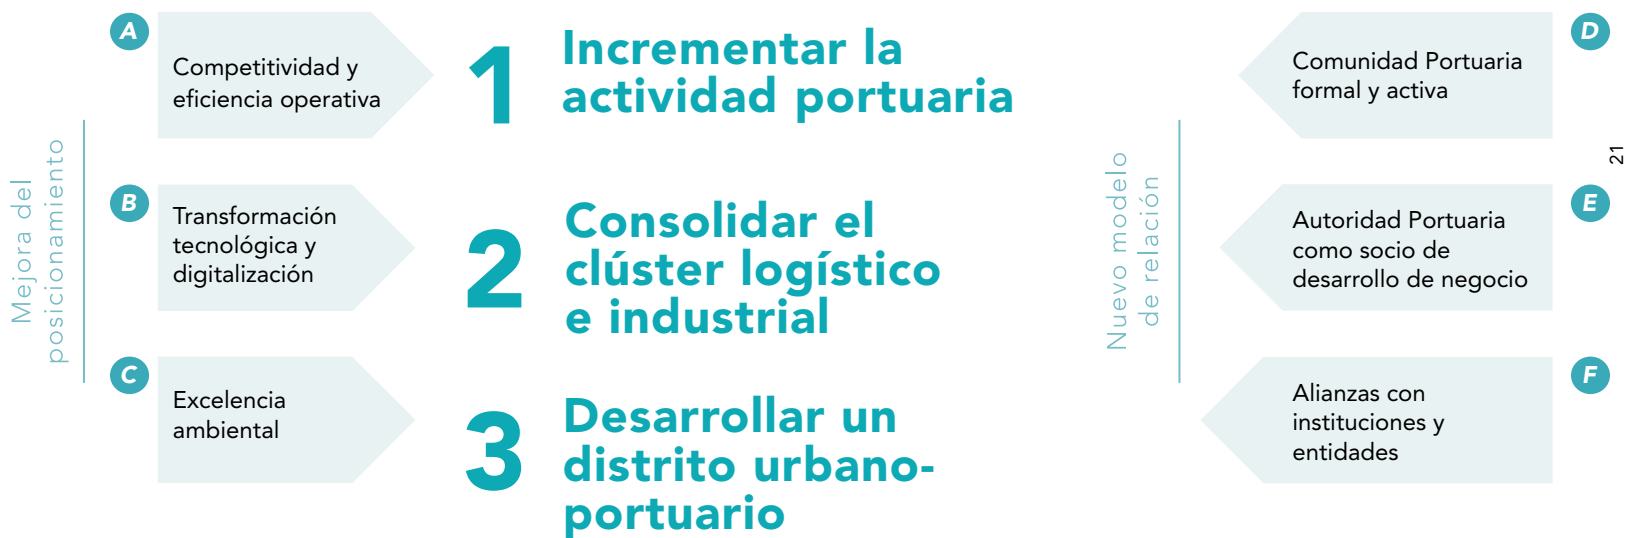 Mejora del
posicionamiento
A
Competitividad y
eficiencia operativa
B
Transformación
tecnológica y
digitalización
C
Excelencia
ambiental
1
Incrementar la
actividad portuaria
2
Consolidar el
clúster logístico
e industrial
3
Desarrollar un
distrito urbano-
portuario
Nuevo modelo
de relación
D
Comunidad Portuaria
formal y activa
E
Autoridad Portuaria
como socio de
desarrollo de negocio
F
Alianzas con
instituciones y
entidades
21